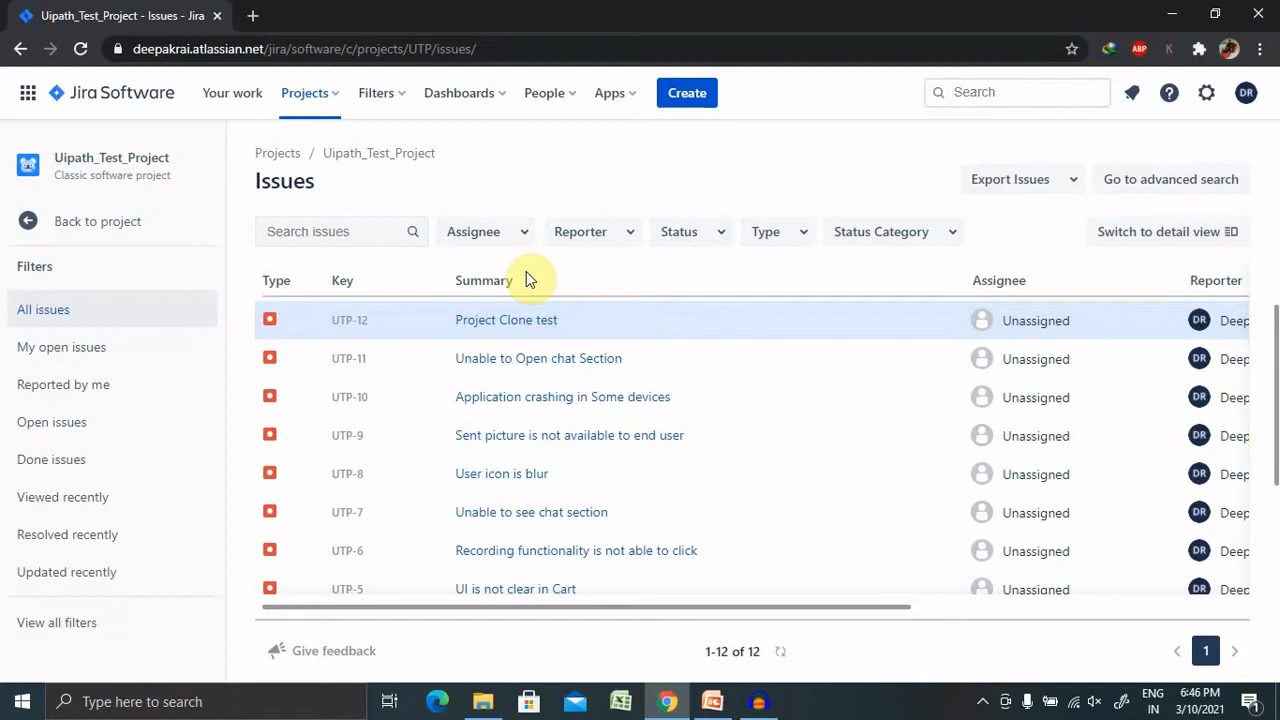 Uipath_Test_Project - Issues - Jira
deepakrai.atlassian.net/jira/software/c/projects/UTP/issues/
ABP
K
Jira Software Your work Projects Filters Dashboards People Apps Create Search DR
Uipath_Test_Project
Classic software project
Back to project
Filters
All issues
My open issues
Reported by me
Open issues
Done issues
Viewed recently
Resolved recently
Updated recently
View all filters
Projects / Uipath_Test_Project
Issues
Export Issues Go to advanced search
Search issues Assignee Reporter Status Type Status Category Switch to detail view
Type Key Summary Assignee Reporter
UTP-12 Project Clone test Unassigned DR Deep
UTP-11 Unable to Open chat Section Unassigned DR Deep
UTP-10 Application crashing in Some devices Unassigned DR Deep
UTP-9 Sent picture is not available to end user Unassigned DR Deep
UTP-8 User icon is blur Unassigned DR Deep
UTP-7 Unable to see chat section Unassigned DR Deep
UTP-6 Recording functionality is not able to click Unassigned DR Deep
UTP-5 UI is not clear in Cart Unassigned DR Deep
Give feedback 1-12 of 12 1
Type here to search
ENG
IN
6:46 PM
3/10/2021
1